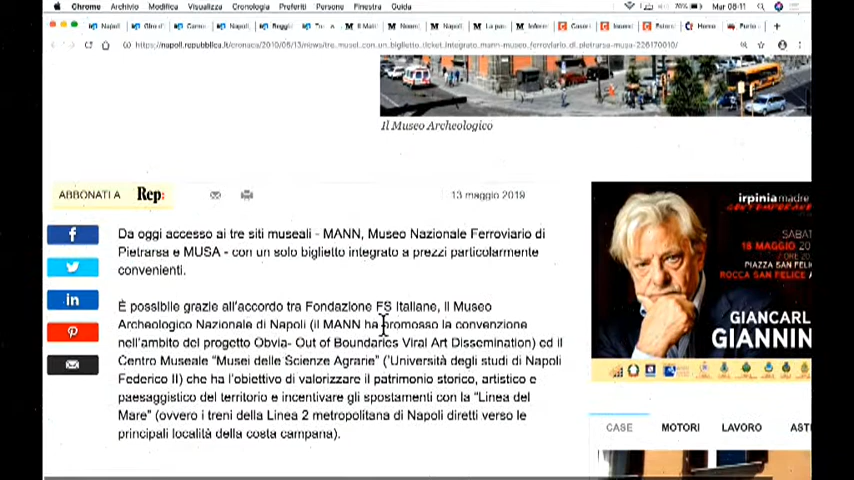 Chrome Archivio Modifica Visualizza Cronologia Preferiti Persone Finestra Guida
70% Mar 08:11
Il Museo Archeologico
ABBONATI A Rep: 13 maggio 2019
Da oggi accesso ai tre siti museali - MANN, Museo Nazionale Ferroviario di
Pietrarsa e MUSA - con un solo biglietto integrato a prezzi particolarmente
convenienti.
È possibile grazie all'accordo tra Fondazione FS Italiane, il Museo
Archeologico Nazionale di Napoli (il MANN ha promosso la convenzione
nell'ambito del progetto Obvia- Out of Boundaries Viral Art Dissemination) ed il
Centro Museale "Musei delle Scienze Agrarie" ('Università degli studi di Napoli
Federico II) che ha l'obiettivo di valorizzare il patrimonio storico, artistico e
paesaggistico del territorio e incentivare gli spostamenti con la "Linea del
Mare" (ovvero i treni della Linea 2 metropolitana di Napoli diretti verso le
principali località della costa campana).
irpinia madre
SABA
18 MAGGIO 20
PIAZZA SAN FELI
ROCCA SAN FELICE
GIANCARL
GIANNIN
CASE MOTORI LAVORO AST